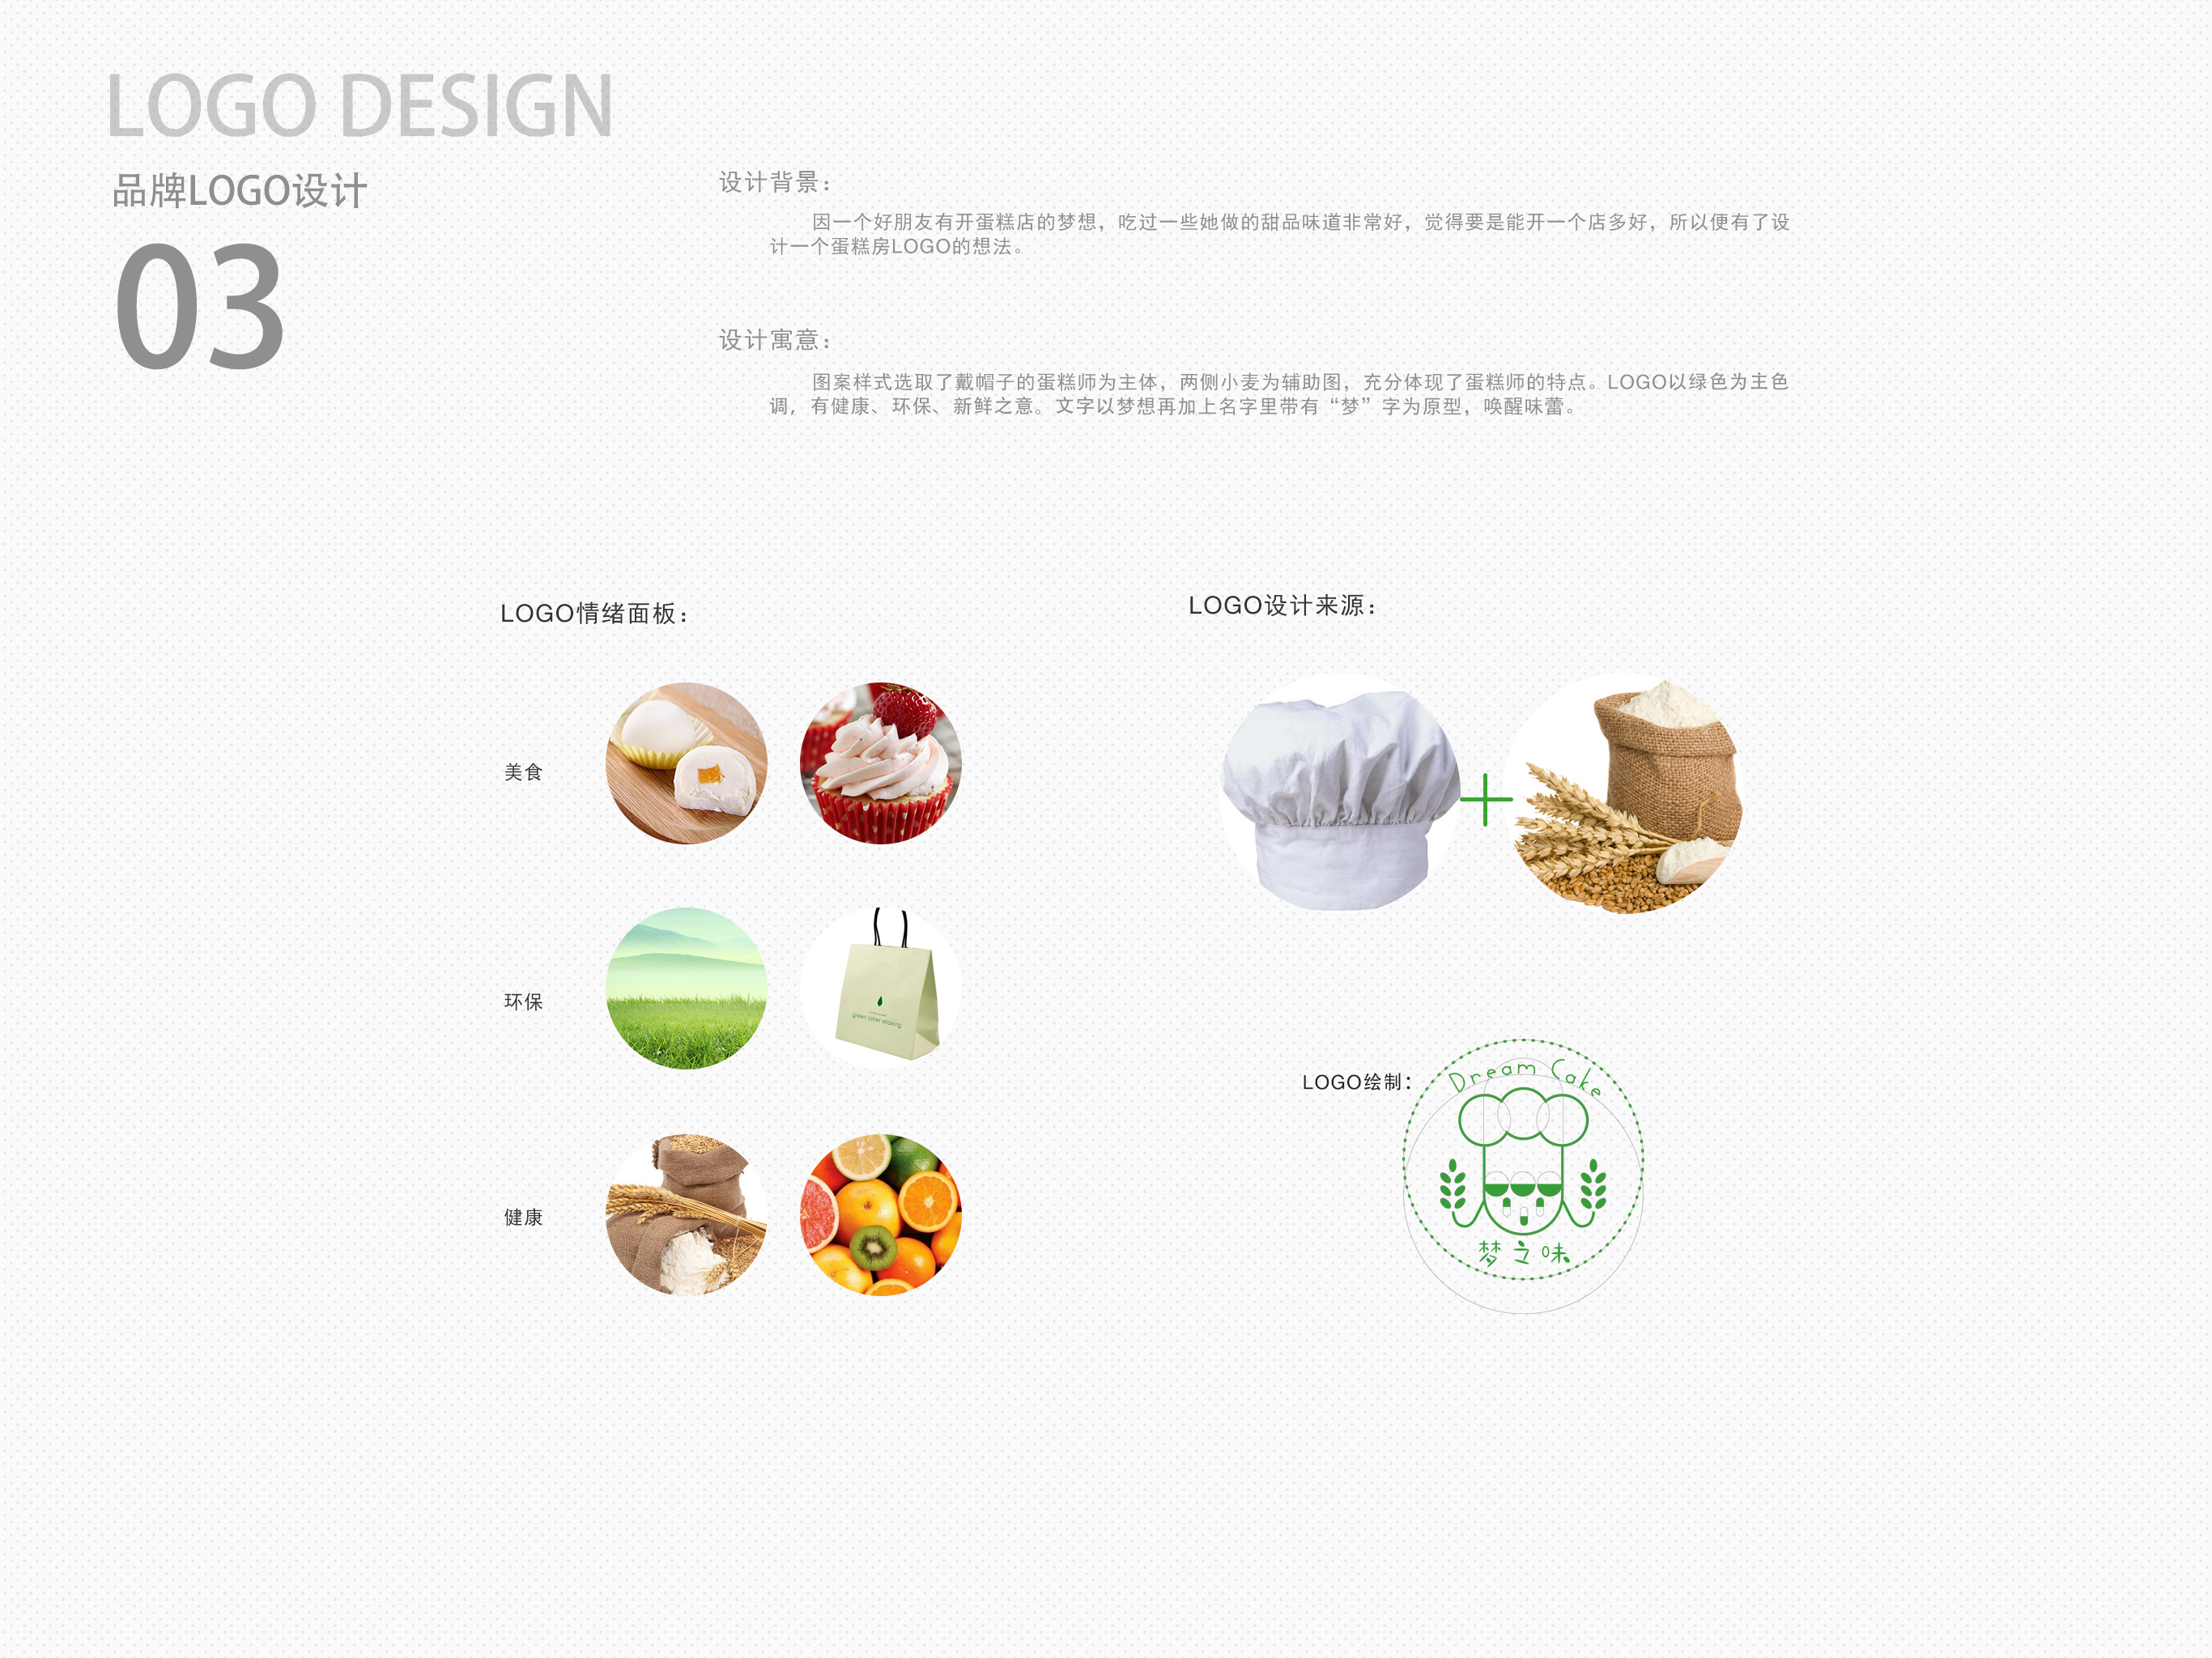 LOGO DESIGN
品牌LOGO设计
03
设计背景：
因一个好朋友有开蛋糕店的梦想，吃过一些她做的甜品味道非常好，觉得要是能开一个店多好，所以便有了设
计一个蛋糕房LOGO的想法。
设计寓意：
图案样式选取了戴帽子的蛋糕师为主体，两侧小麦为辅助图，充分体现了蛋糕师的特点。LOGO以绿色为主色
调，有健康、环保、新鲜之意。文字以梦想再加上名字里带有“梦”字为原型，唤醒味蕾。
LOGO情绪面板：
美食
环保
green label relaxing
健康
LOGO设计来源：
LOGO绘制：
Dream Cake
梦之味